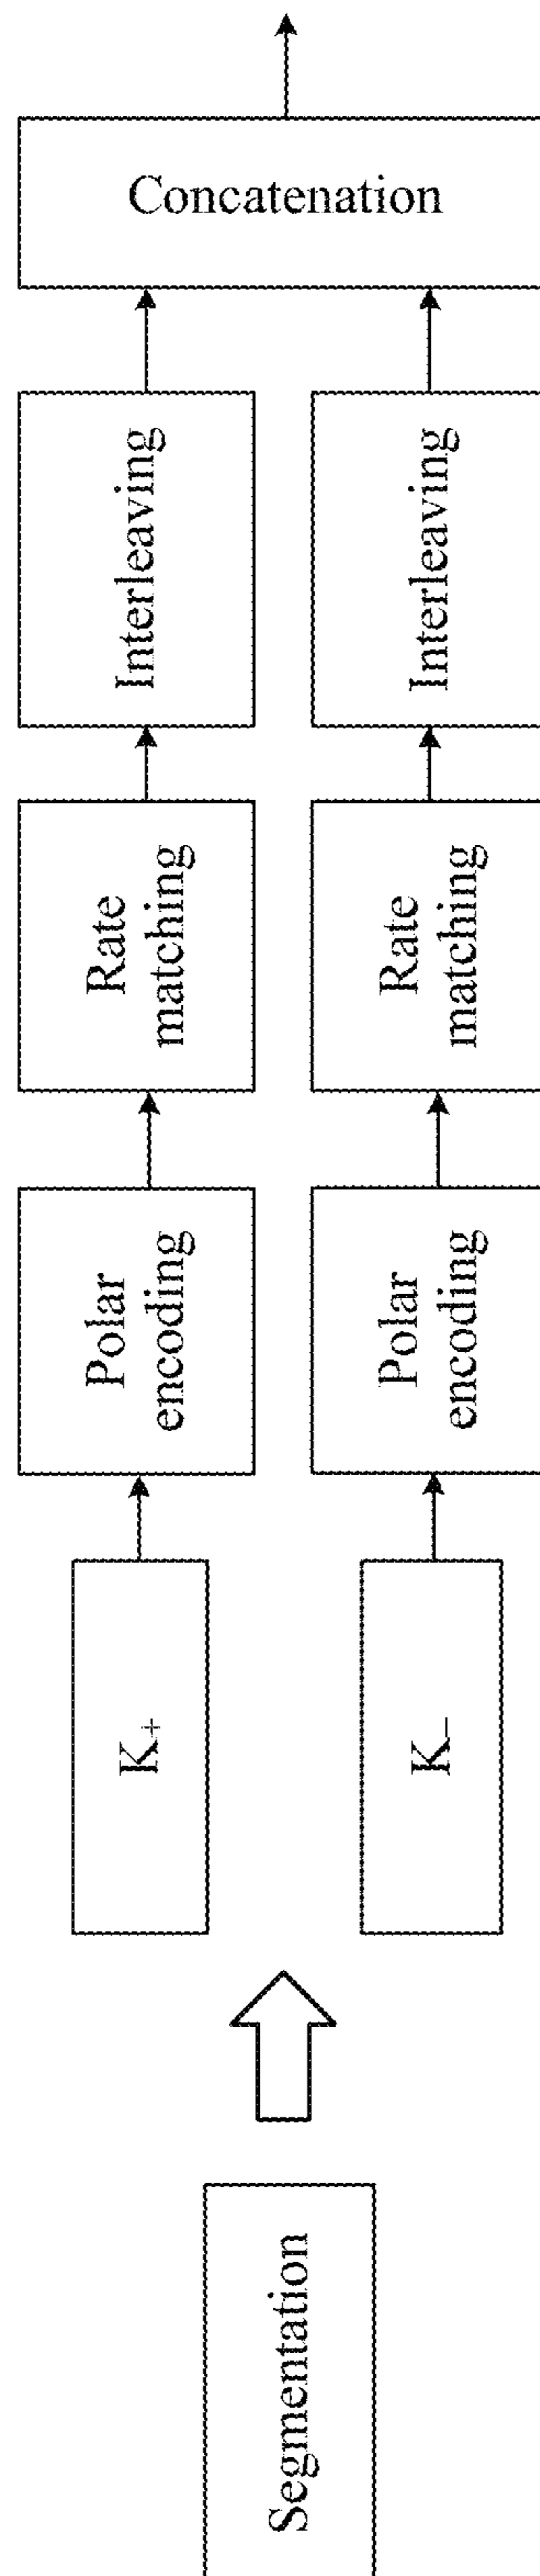 Concatenation
Interleaving
Interleaving
Rate
matching
Rate
matching
Polar
encoding
Polar
encoding
K+
K−
Segmentation